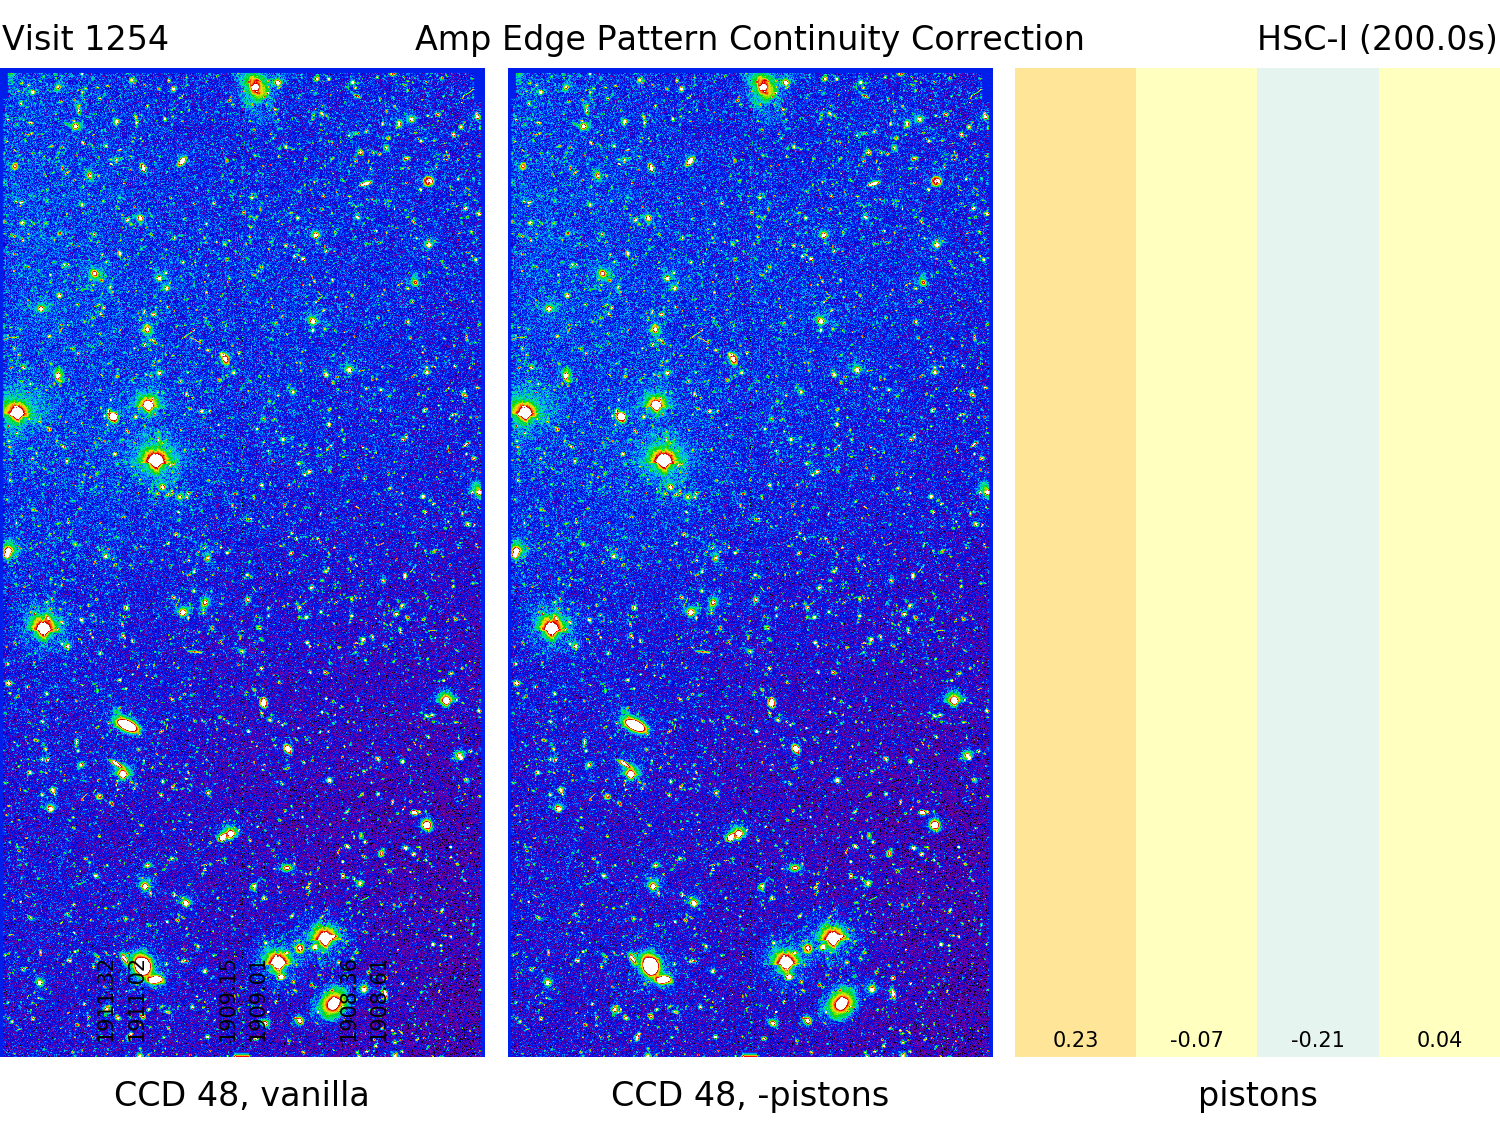 Visit 1254 Amp Edge Pattern Continuity Correction HSC-I (200.0s)
1911.32
1911.02
1909.15
1909.01
1908.36
1908.61
0.23 -0.07 -0.21 0.04
CCD 48, vanilla CCD 48, -pistons pistons